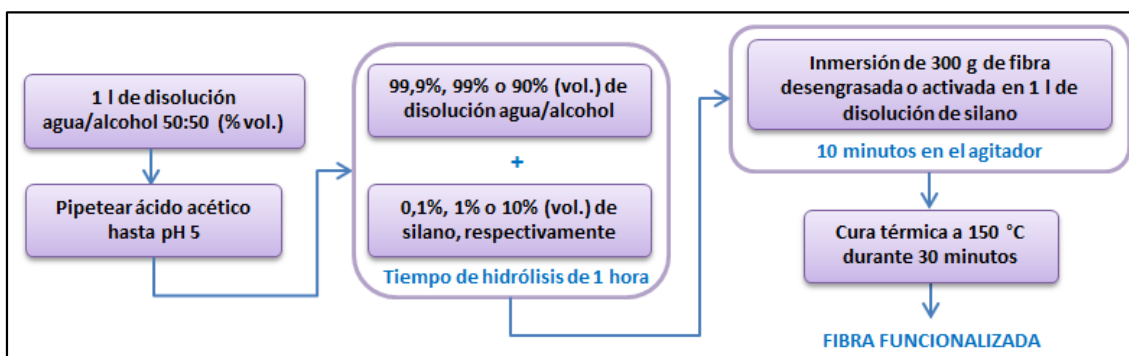 1 l de disolución
agua/alcohol 50:50 (% vol.)
Pipetear ácido acético
hasta pH 5
99,9%, 99% o 90% (vol.) de
disolución agua/alcohol
+
0,1%, 1% o 10% (vol.) de
silano, respectivamente
Tiempo de hidrólisis de 1 hora
Inmersión de 300 g de fibra
desengrasada o activada en 1 l de
disolución de silano
10 minutos en el agitador
Cura térmica a 150 °C
durante 30 minutos
FIBRA FUNCIONALIZADA